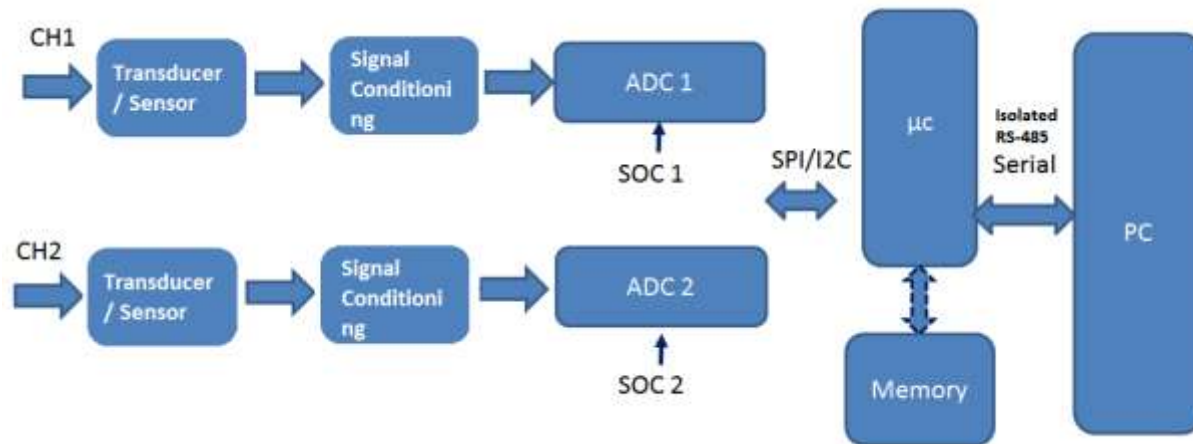 CH1
Transducer
/ Sensor
Signal
Conditioni
ng
ADC 1
SOC 1
SPI/I2C
µc
Isolated
RS-485
Serial
PC
CH2
Transducer
/ Sensor
Signal
Conditioni
ng
ADC 2
SOC 2
Memory